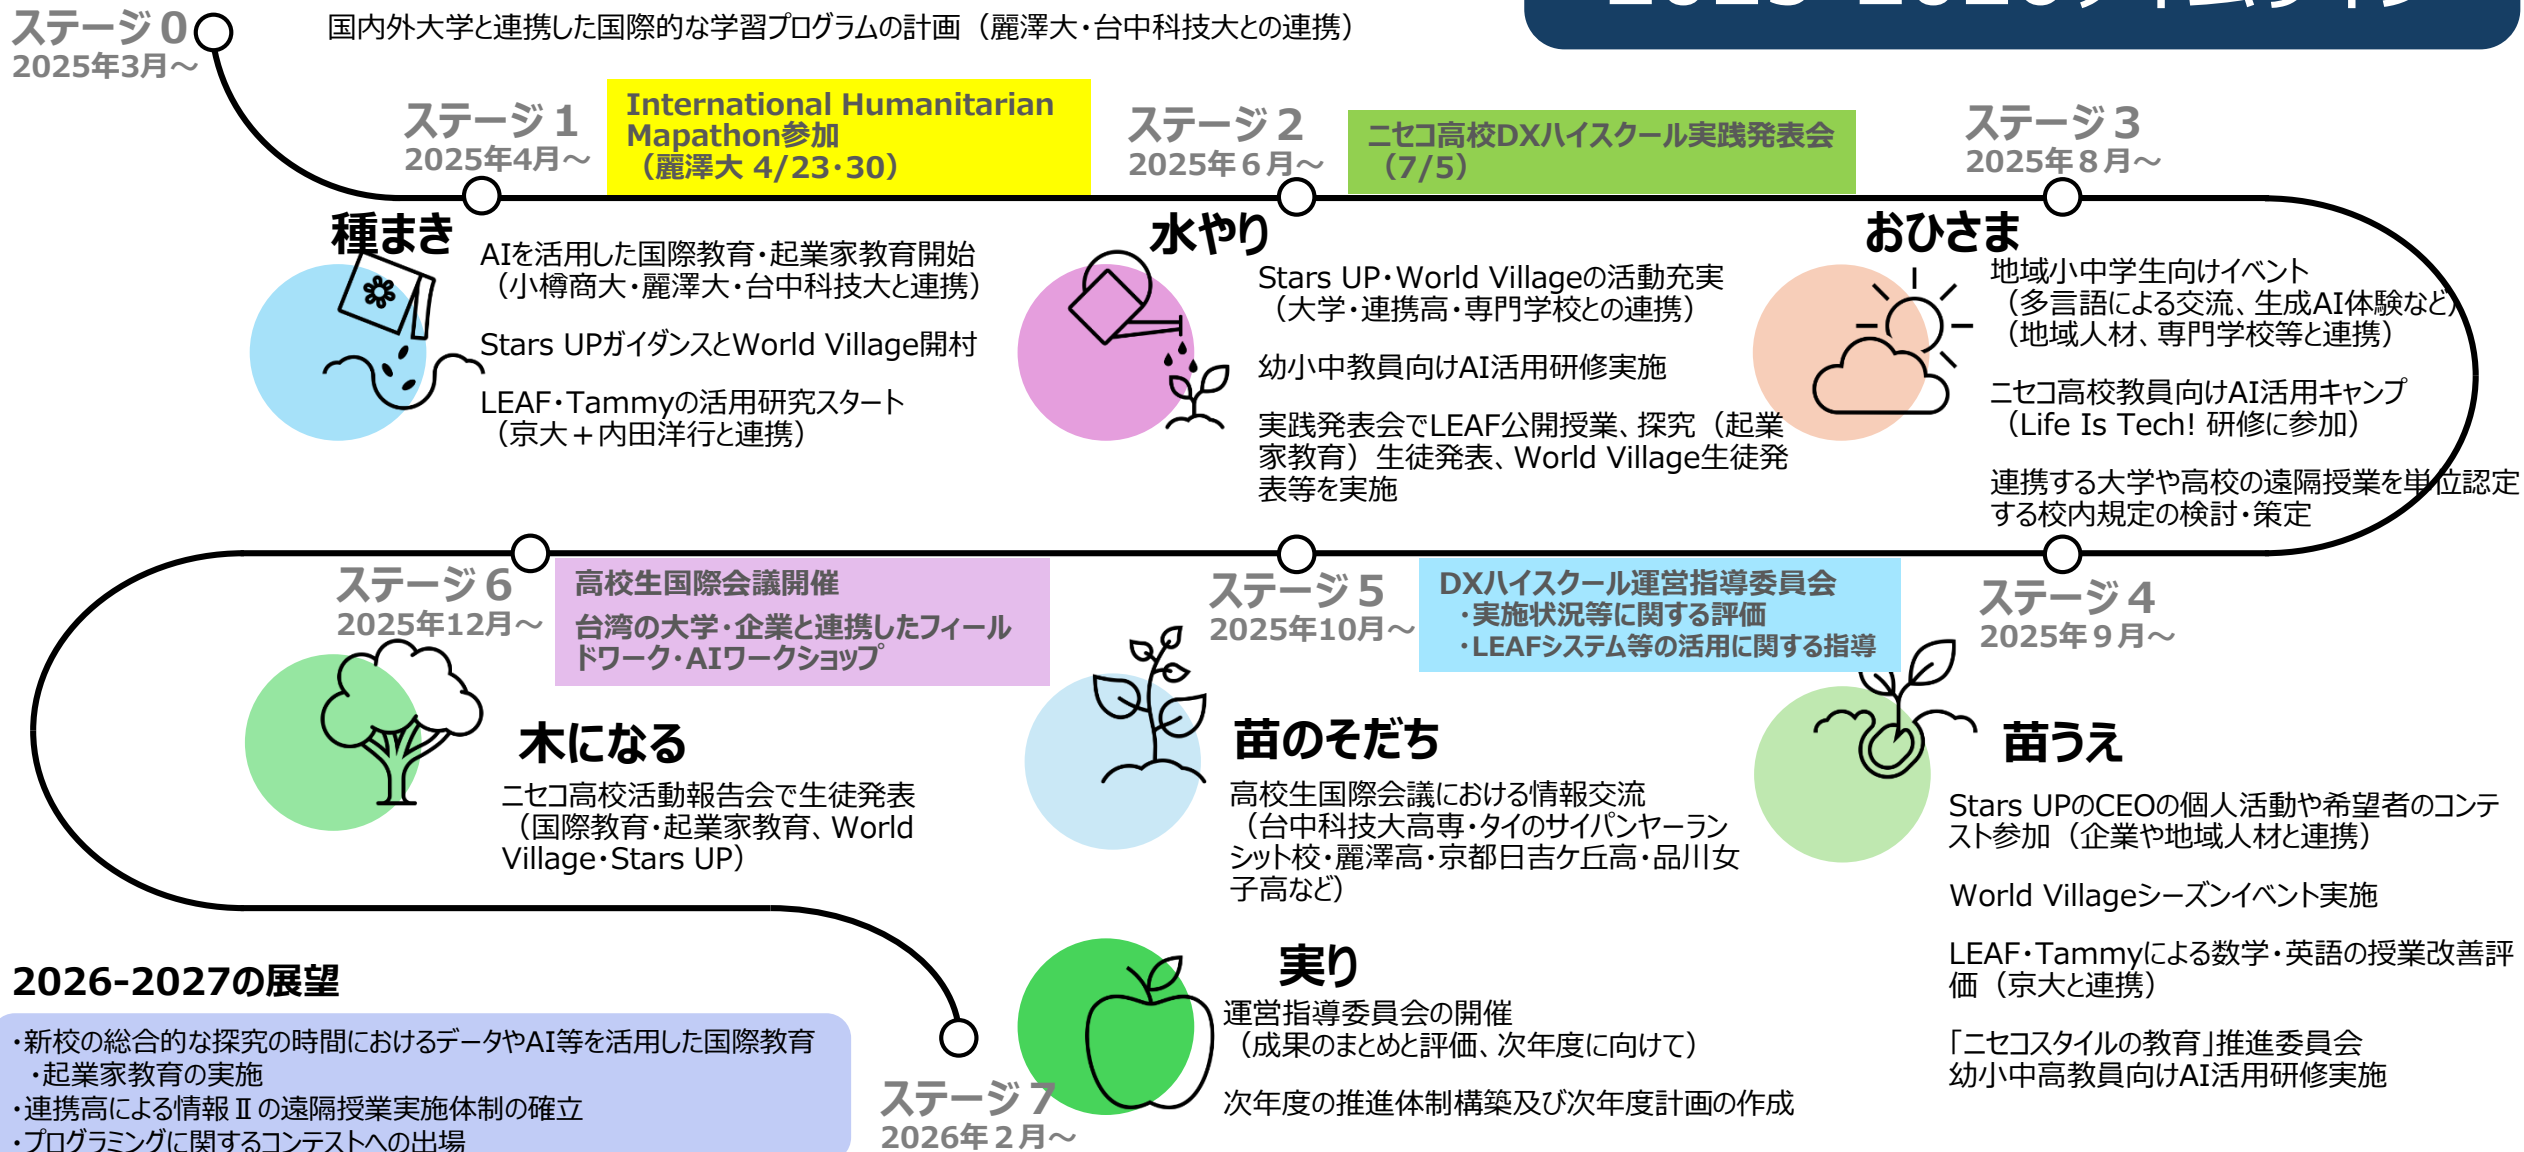 ステージ０
2025年3月～
国内外大学と連携した国際的な学習プログラムの計画（麗澤大・台中科技大との連携）
ステージ１
2025年4月～
International Humanitarian
Mapathon参加
（麗澤大 4/23・30）
種まき
AIを活用した国際教育・起業家教育開始
（小樽商大・麗澤大・台中科技大と連携）
Stars UPガイダンスとWorld Village開村
LEAF・Tammyの活用研究スタート
（京大＋内田洋行と連携）
ステージ２
2025年６月～
ニセコ高校DXハイスクール実践発表会
（7/5）
水やり
Stars UP・World Villageの活動充実
（大学・連携高・専門学校との連携）
幼小中教員向けAI活用研修実施
実践発表会でLEAF公開授業、探究（起業
家教育）生徒発表、World Village生徒発
表等を実施
ステージ３
2025年８月～
おひさま
地域小中学生向けイベント
（多言語による交流、生成AI体験など）
（地域人材、専門学校等と連携）
ニセコ高校教員向けAI活用キャンプ
（Life Is Tech! 研修に参加）
連携する大学や高校の遠隔授業を単位認定
する校内規定の検討・策定
ステージ４
2025年９月～
苗うえ
Stars UPのCEOの個人活動や希望者のコンテ
スト参加（企業や地域人材と連携）
World Villageシーズンイベント実施
LEAF・Tammyによる数学・英語の授業改善評
価（京大と連携）
「ニセコスタイルの教育」推進委員会
幼小中高教員向けAI活用研修実施
ステージ５
2025年10月～
DXハイスクール運営指導委員会
・実施状況等に関する評価
・LEAFシステム等の活用に関する指導
苗のそだち
高校生国際会議における情報交流
（台中科技大高専・タイのサイパンヤーラン
シット校・麗澤高・京都日吉ケ丘高・品川女
子高など）
ステージ６
2025年12月～
高校生国際会議開催
台湾の大学・企業と連携したフィール
ドワーク・AIワークショップ
木になる
ニセコ高校活動報告会で生徒発表
（国際教育・起業家教育、World
Village・Stars UP）
ステージ７
2026年２月～
実り
運営指導委員会の開催
（成果のまとめと評価、次年度に向けて）
次年度の推進体制構築及び次年度計画の作成
2026-2027の展望
・新校の総合的な探究の時間におけるデータやAI等を活用した国際教育
・起業家教育の実施
・連携高による情報Ⅱの遠隔授業実施体制の確立
・プログラミングに関するコンテストへの出場